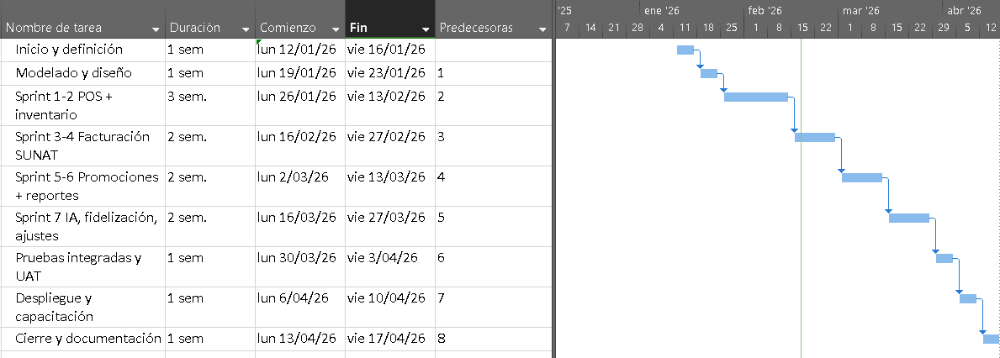 '25 ene '26 feb '26 mar '26 abr '26
Nombre de tarea Duración Comienzo Fin Predecesoras 7 14 21 28 4 11 18 25 1 8 15 22 1 8 15 22 29 5 12
Inicio y definición 1 sem lun 12/01/26 vie 16/01/26
Modelado y diseño 1 sem lun 19/01/26 vie 23/01/26 1
Sprint 1-2 POS + 3 sem. lun 26/01/26 vie 13/02/26 2
inventario
Sprint 3-4 Facturación 2 sem. lun 16/02/26 vie 27/02/26 3
SUNAT
Sprint 5-6 Promociones 2 sem. lun 2/03/26 vie 13/03/26 4
+ reportes
Sprint 7 IA, fidelización, 2 sem. lun 16/03/26 vie 27/03/26 5
ajustes
Pruebas integradas y 1 sem lun 30/03/26 vie 3/04/26 6
UAT
Despliegue y 1 sem lun 6/04/26 vie 10/04/26 7
capacitación
Cierre y documentación 1 sem lun 13/04/26 vie 17/04/26 8